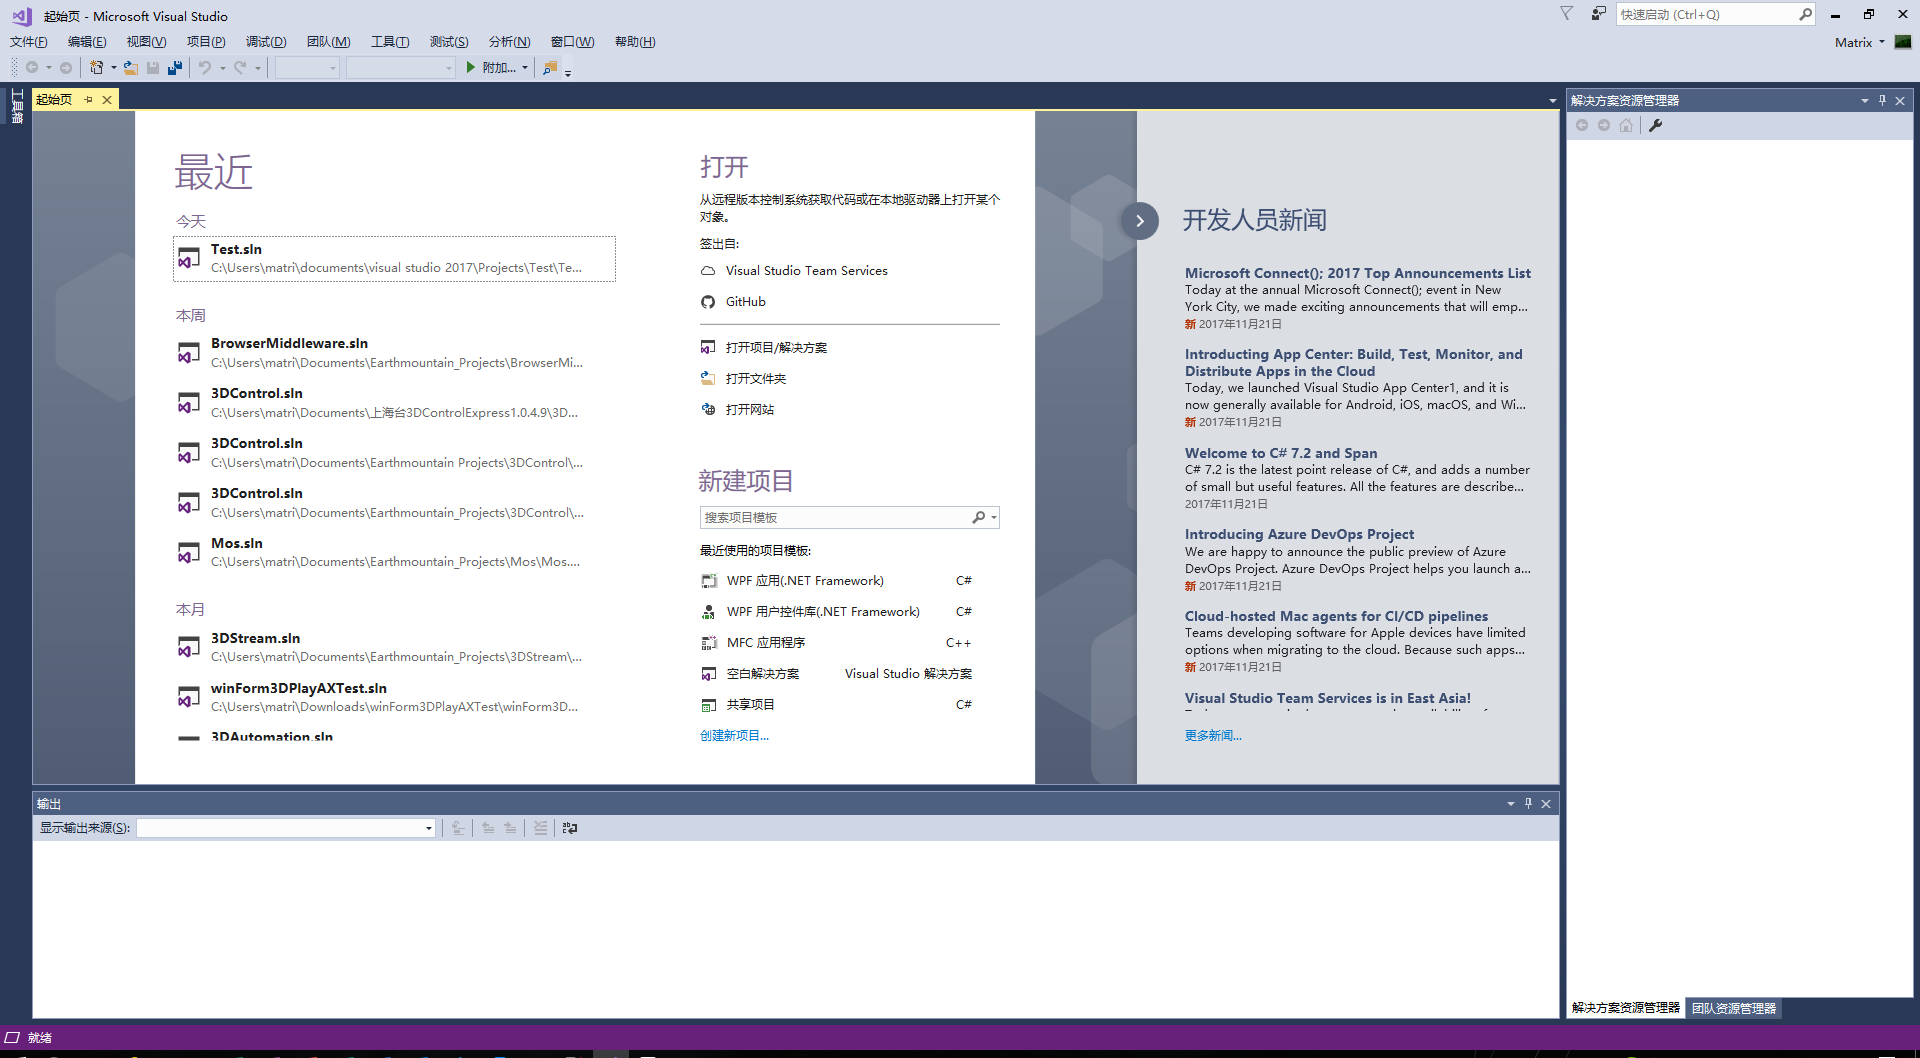 起始页 - Microsoft Visual Studio
快速启动 (Ctrl+Q)
文件(F) 编辑(E) 视图(V) 项目(P) 调试(D) 团队(M) 工具(T) 测试(S) 分析(N) 窗口(W) 帮助(H)
Matrix
附加...
工具箱
起始页
最近
今天
Test.sln
C:\Users\matri\documents\visual studio 2017\Projects\Test\Te...
本周
BrowserMiddleware.sln
C:\Users\matri\Documents\Earthmountain_Projects\BrowserMi...
3DControl.sln
C:\Users\matri\Documents\上海台3DControlExpress1.0.4.9\3D...
3DControl.sln
C:\Users\matri\Documents\Earthmountain Projects\3DControl\...
3DControl.sln
C:\Users\matri\Documents\Earthmountain_Projects\3DControl\...
Mos.sln
C:\Users\matri\Documents\Earthmountain_Projects\Mos\Mos....
本月
3DStream.sln
C:\Users\matri\Documents\Earthmountain_Projects\3DStream\...
winForm3DPlayAXTest.sln
C:\Users\matri\Downloads\winForm3DPlayAXTest\winForm3D...
3DAutomation.sln
打开
从远程版本控制系统获取代码或在本地驱动器上打开某个
对象。
签出自:
Visual Studio Team Services
GitHub
打开项目/解决方案
打开文件夹
打开网站
新建项目
搜索项目模板
最近使用的项目模板:
WPF 应用(.NET Framework) C#
WPF 用户控件库(.NET Framework) C#
MFC 应用程序 C++
空白解决方案 Visual Studio 解决方案
共享项目 C#
创建新项目...
开发人员新闻
Microsoft Connect(); 2017 Top Announcements List
Today at the annual Microsoft Connect(); event in New
York City, we made exciting announcements that will emp...
新 2017年11月21日
Introducting App Center: Build, Test, Monitor, and
Distribute Apps in the Cloud
Today, we launched Visual Studio App Center1, and it is
now generally available for Android, iOS, macOS, and Wi...
新 2017年11月21日
Welcome to C# 7.2 and Span
C# 7.2 is the latest point release of C#, and adds a number
of small but useful features. All the features are describe...
2017年11月21日
Introducing Azure DevOps Project
We are happy to announce the public preview of Azure
DevOps Project. Azure DevOps Project helps you launch a...
新 2017年11月21日
Cloud-hosted Mac agents for CI/CD pipelines
Teams developing software for Apple devices have limited
options when migrating to the cloud. Because such apps...
新 2017年11月21日
Visual Studio Team Services is in East Asia!
更多新闻...
解决方案资源管理器
输出
显示输出来源(S):
解决方案资源管理器 团队资源管理器
就绪